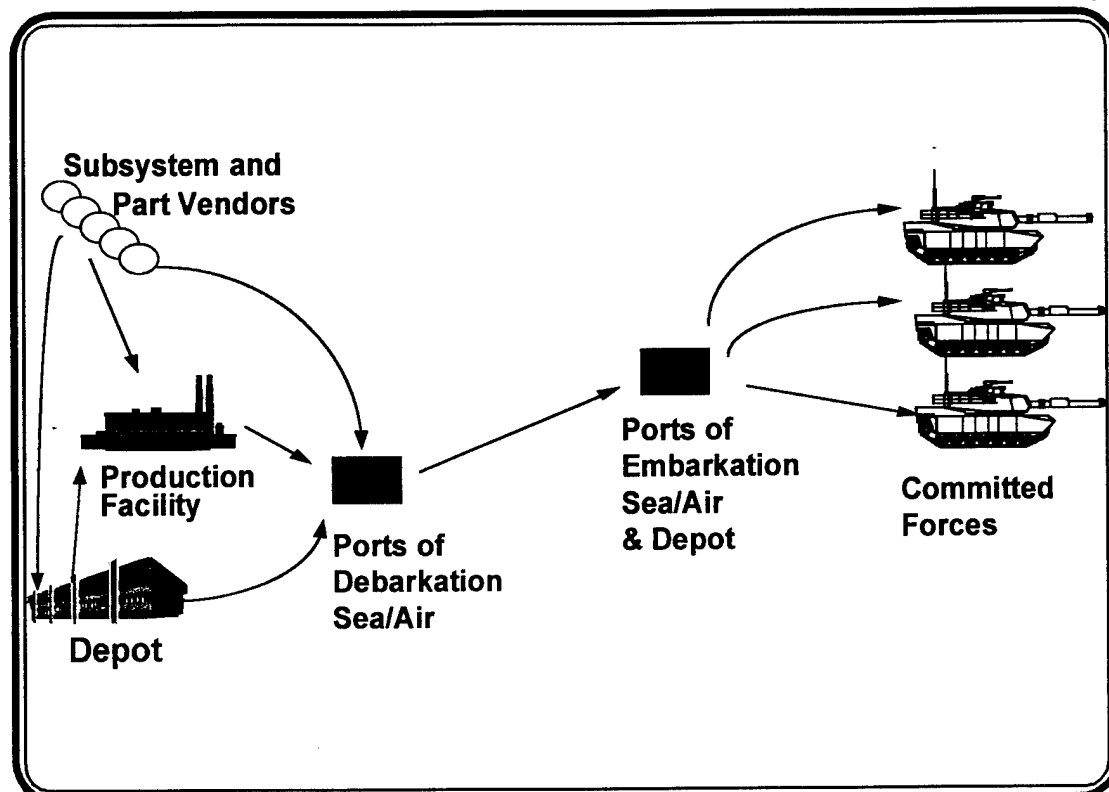 Subsystem and
Part Vendors
Production
Facility
Depot
Ports of
Debarkation
Sea/Air
Ports of
Embarkation
Sea/Air
& Depot
Committed
Forces